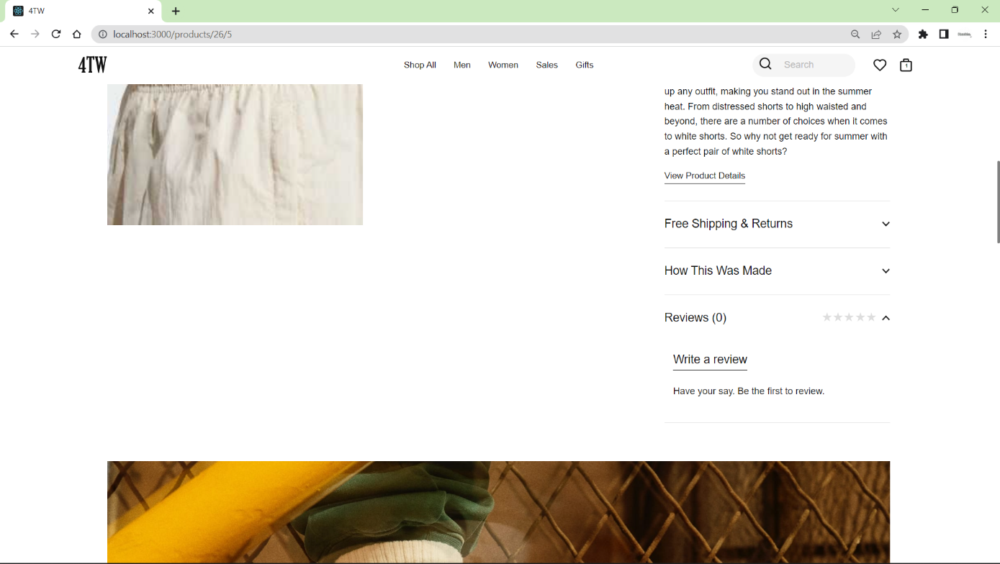 4TW
localhost:3000/products/26/5
4TW
Shop All
Men
Women
Sales
Gifts
Search
1
up any outfit, making you stand out in the summer
heat. From distressed shorts to high waisted and
beyond, there are a number of choices when it comes
to white shorts. So why not get ready for summer with
a perfect pair of white shorts?
View Product Details
Free Shipping & Returns
How This Was Made
Reviews (0)
Write a review
Have your say. Be the first to review.